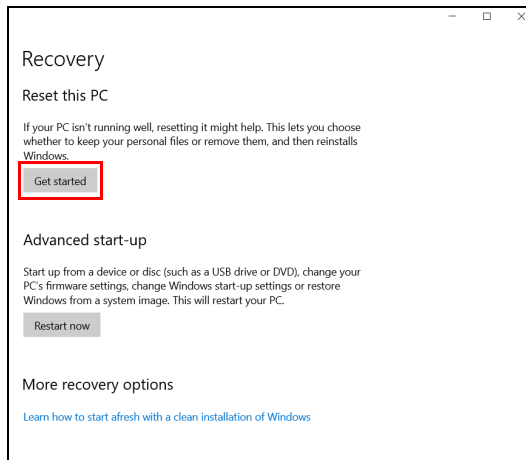 Recovery
Reset this PC
If your PC isn't running well, resetting it might help. This lets you choose
whether to keep your personal files or remove them, and then reinstalls
Windows.
Get started
Advanced start-up
Start up from a device or disc (such as a USB drive or DVD), change your
PC's firmware settings, change Windows start-up settings or restore
Windows from a system image. This will restart your PC.
Restart now
More recovery options
Learn how to start afresh with a clean installation of Windows